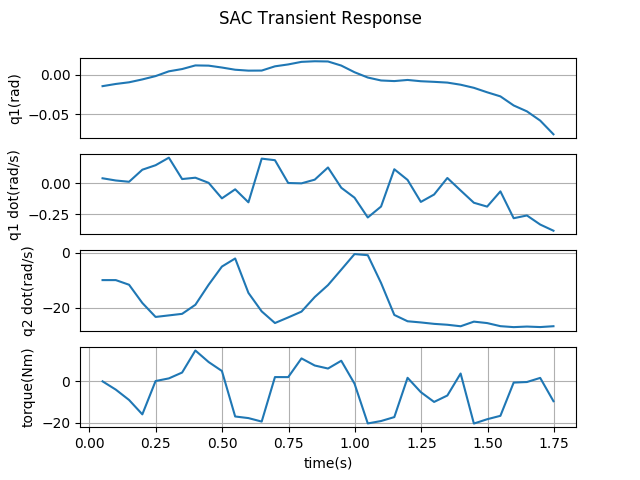 SAC Transient Response
0.00
−0.05
q1(rad)
0.00
−0.25
q1 dot(rad/s)
0
−20
q2 dot(rad/s)
0
−20
torque(Nm)
0.00 0.25 0.50 0.75 1.00 1.25 1.50 1.75
time(s)